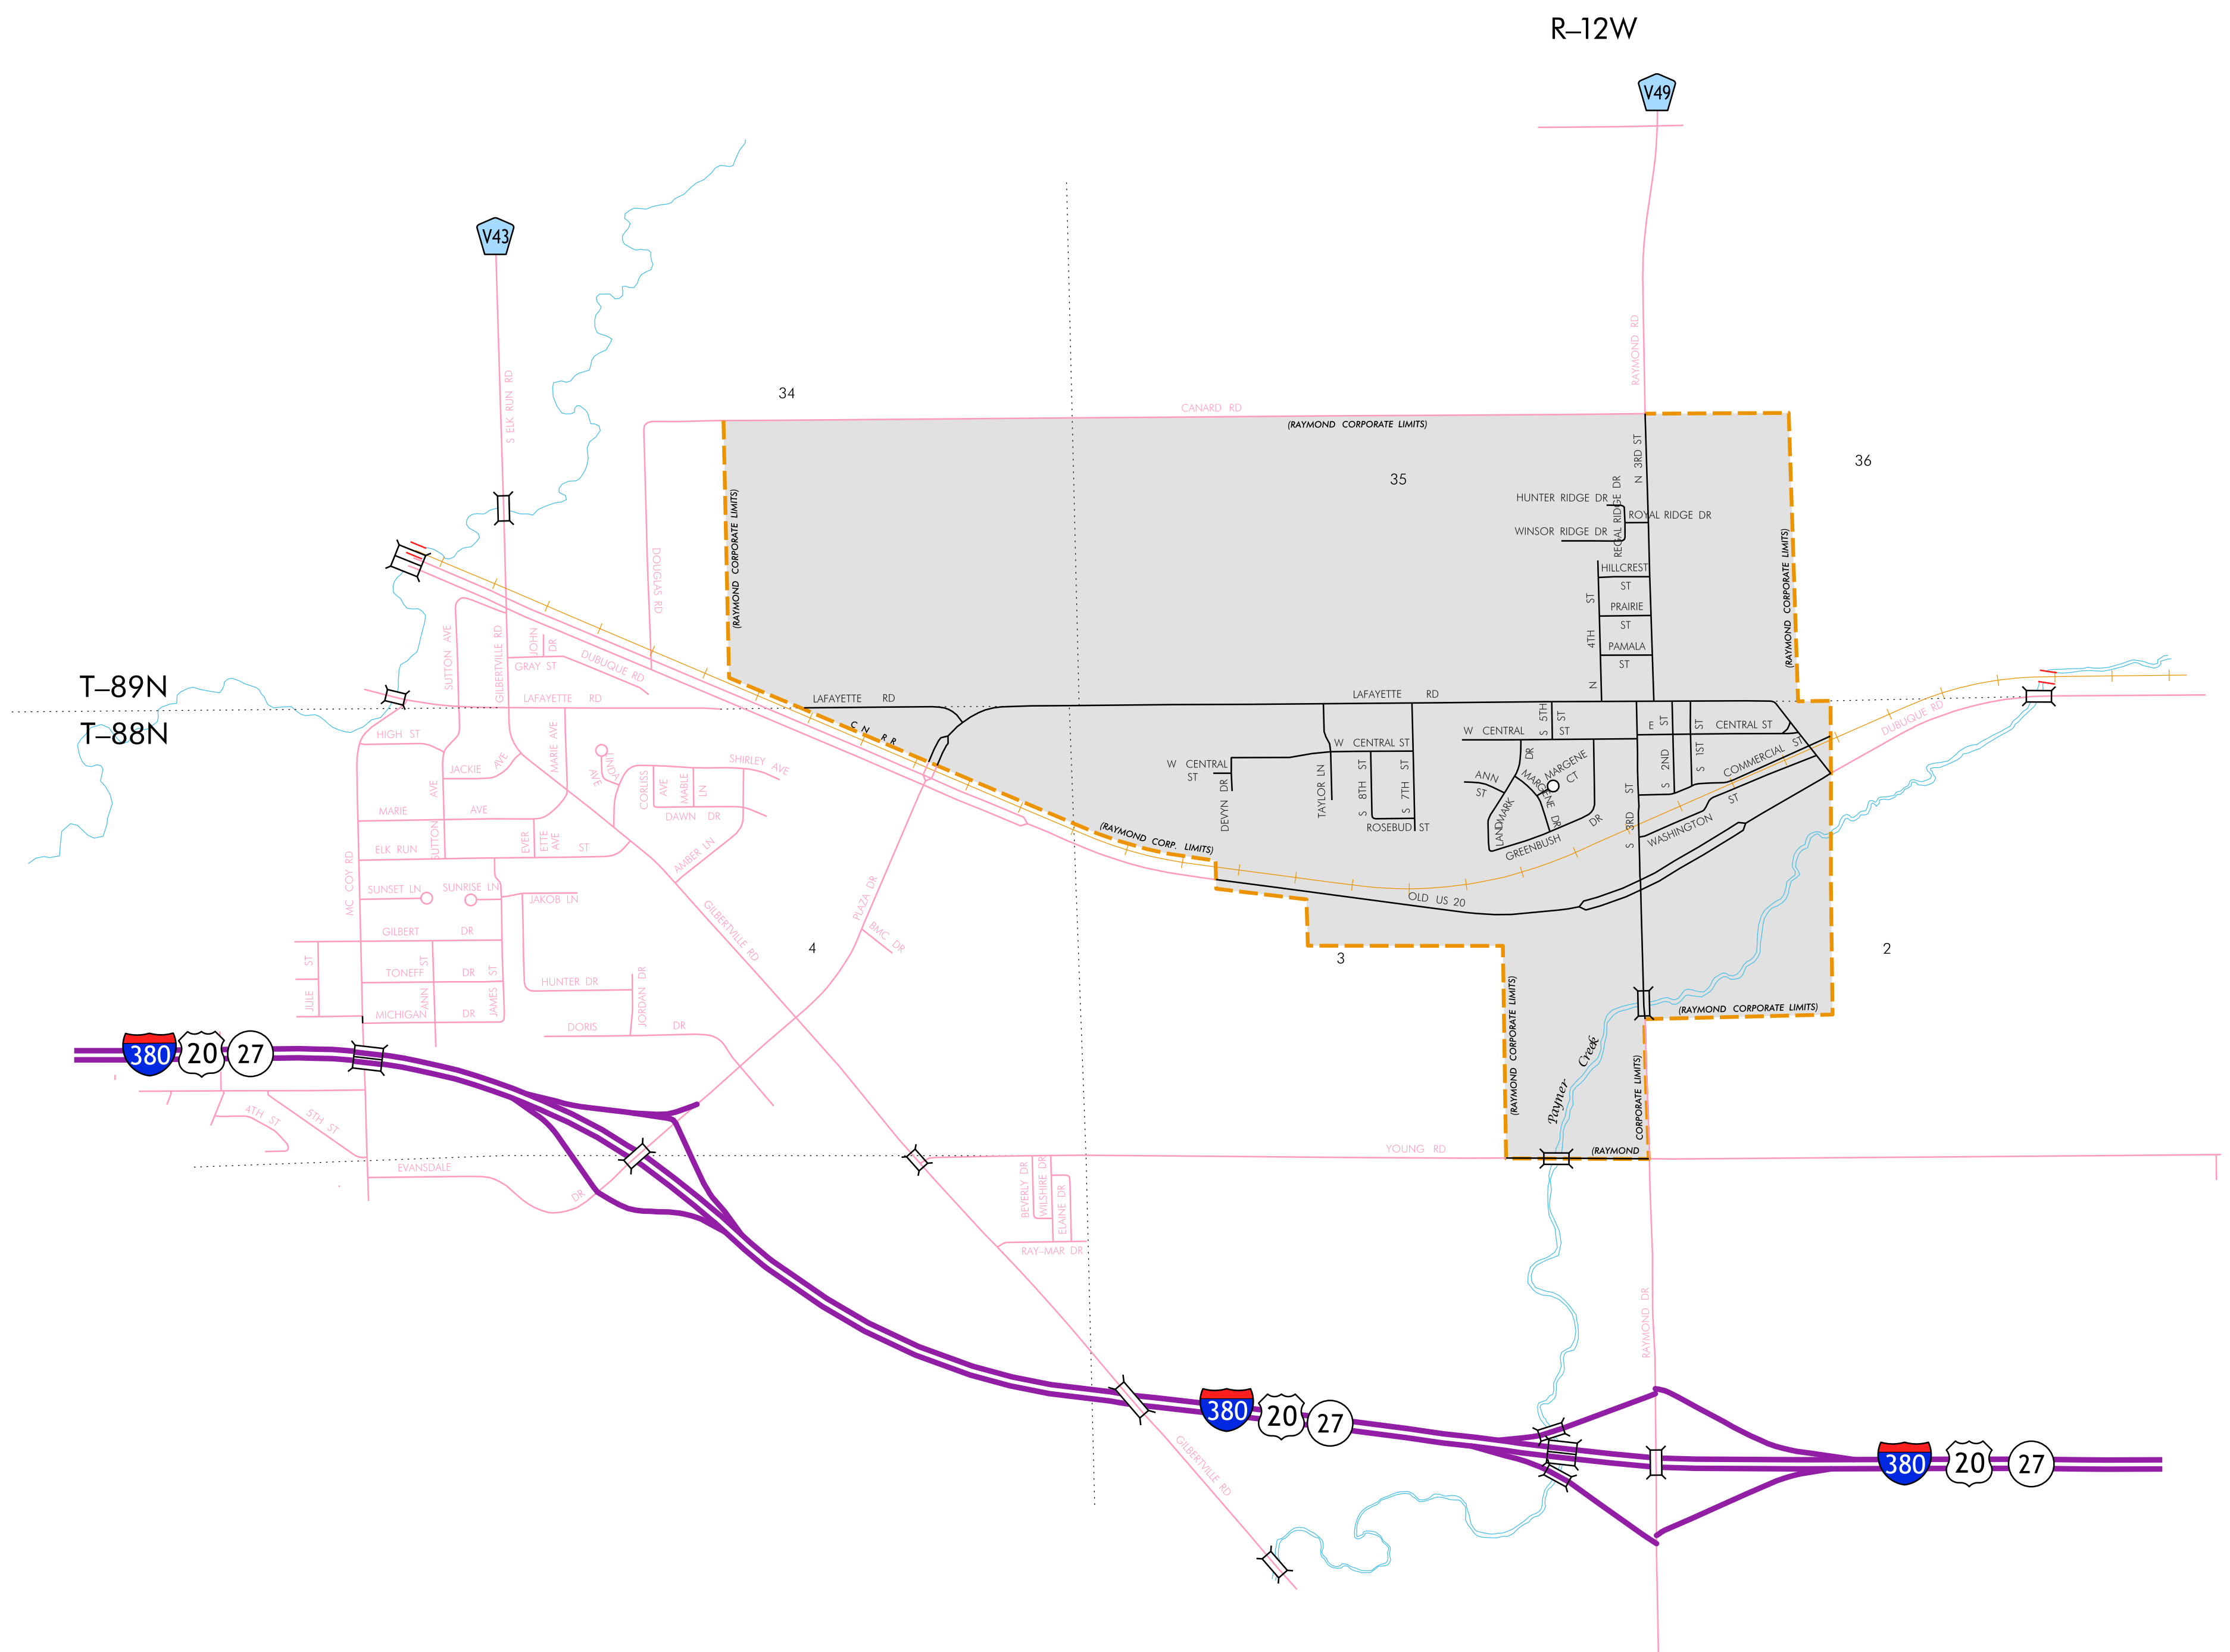 R–12W
V49
V43
S ELK RUN RD
RAYMOND RD
34
CANARD RD
(RAYMOND CORPORATE LIMITS)
35
36
N 3RD ST
HUNTER RIDGE DR
REGAL RIDGE DR
ROYAL RIDGE DR
WINSOR RIDGE DR
(RAYMOND CORPORATE LIMITS)
(RAYMOND CORPORATE LIMITS)
DOUGLAS RD
HILLCREST
ST
PRAIRIE
ST
PAMALA
ST
N 4TH ST
T–89N
T–88N
SUTTON AVE
GILBERTVILLE RD
JOHN
DR
GRAY ST
DUBUQUE RD
LAFAYETTE RD
LAFAYETTE RD
LAFAYETTE RD
DUBUQUE RD
HIGH ST
JACKIE AVE
MARIE AVE
LINDA
AVE
SHIRLEY AVE
CORLISS
AVE
MABLE
LN
DAWN DR
C N R R
W CENTRAL
ST
DEVYN DR
TAYLOR LN
W CENTRAL ST
S 8TH ST
S 7TH ST
ROSEBUD ST
W CENTRAL ST
S 5TH
ST
E CENTRAL ST
S 2ND ST
S 1ST ST
COMMERCIAL ST
ANN
ST
LANDMARK
DR
MARGENE DR
MARGENE
CT
GREENBUSH DR
S 3RD ST
WASHINGTON ST
MARIE AVE
SUTTON AVE
EVER
ETTE
AVE
ELK RUN ST
AMBER LN
MC COY RD
SUNSET LN
SUNRISE LN
JAKOB LN
(RAYMOND CORP. LIMITS)
OLD US 20
PLAZA DR
BMC DR
GILBERTVILLE RD
GILBERT DR
TONEFF DR
MICHIGAN DR
JULE ST
ANN ST
JAMES ST
HUNTER DR
JORDAN DR
DORIS DR
4
3
2
(RAYMOND CORPORATE LIMITS)
(RAYMOND CORPORATE LIMITS)
Payner Creek
(RAYMOND
CORPORATE LIMITS)
380
20
27
4TH ST
5TH ST
EVANSDALE DR
YOUNG RD
BEVERLY DR
WILSHIRE DR
ELAINE DR
RAY–MAR DR
RAYMOND DR
380
20
27
GILBERTVILLE RD
380
20
27